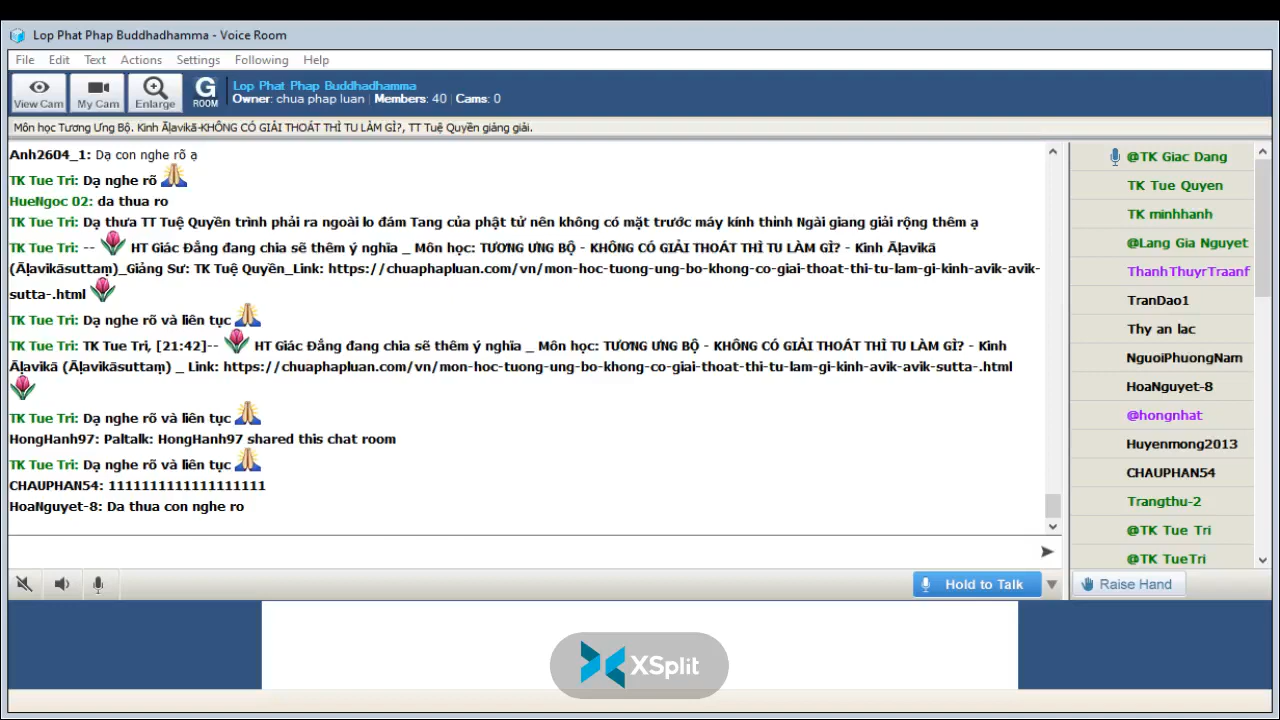 Lop Phat Phap Buddhadhamma - Voice Room
File Edit Text Actions Settings Following Help
View Cam
My Cam
Enlarge
G
ROOM
Lop Phat Phap Buddhadhamma
Owner: chua phap luan | Members: 40 | Cams: 0
Môn học Tương Ưng Bộ. Kinh Āḷavikā-KHÔNG CÓ GIẢI THOÁT THÌ TU LÀM GÌ?, TT Tuệ Quyền giảng giải.
Anh2604_1: Dạ con nghe rõ ạ
TK Tue Tri: Dạ nghe rõ
HueNgoc 02: da thua ro
TK Tue Tri: Dạ thưa TT Tuệ Quyền trình phải ra ngoài lo đám Tang của phật tử nên không có mặt trước máy kính thỉnh Ngài giang giải rộng thêm ạ
TK Tue Tri: -- HT Giác Đẳng đang chia sẽ thêm ý nghĩa _ Môn học: TƯƠNG ƯNG BỘ - KHÔNG CÓ GIẢI THOÁT THÌ TU LÀM GÌ? - Kinh Āḷavikā
(Āḷavikāsuttaṃ)_Giảng Sư: TK Tuệ Quyền_Link: https://chuaphapluan.com/vn/mon-hoc-tuong-ung-bo-khong-co-giai-thoat-thi-tu-lam-gi-kinh-avik-avik-
sutta-.html
TK Tue Tri: Dạ nghe rõ và liên tục
TK Tue Tri: TK Tue Tri, [21:42]-- HT Giác Đẳng đang chia sẽ thêm ý nghĩa _ Môn học: TƯƠNG ƯNG BỘ - KHÔNG CÓ GIẢI THOÁT THÌ TU LÀM GÌ? - Kinh
Āḷavikā (Āḷavikāsuttaṃ) _ Link: https://chuaphapluan.com/vn/mon-hoc-tuong-ung-bo-khong-co-giai-thoat-thi-tu-lam-gi-kinh-avik-avik-sutta-.html
TK Tue Tri: Dạ nghe rõ và liên tục
HongHanh97: Paltalk: HongHanh97 shared this chat room
TK Tue Tri: Dạ nghe rõ và liên tục
CHAUPHAN54: 1111111111111111111
HoaNguyet-8: Da thua con nghe ro
@TK Giac Dang
TK Tue Quyen
TK minhhanh
@Lang Gia Nguyet
ThanhThuyrTraanf
TranDao1
Thy an lac
NguoiPhuongNam
HoaNguyet-8
@hongnhat
Huyenmong2013
CHAUPHAN54
Trangthu-2
@TK Tue Tri
@TK TueTri
Hold to Talk
Raise Hand
XSplit